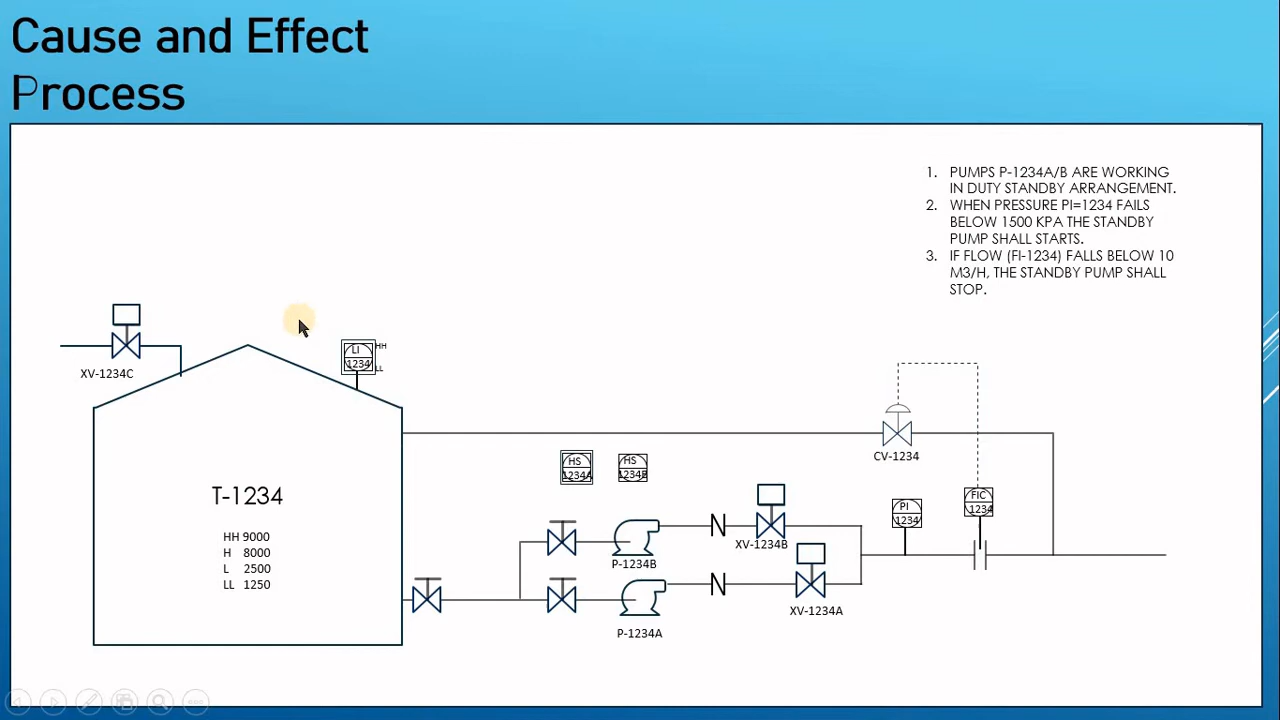 Cause and Effect
Process
1. PUMPS P-1234A/B ARE WORKING
IN DUTY STANDBY ARRANGEMENT.
2. WHEN PRESSURE PI=1234 FAILS
BELOW 1500 KPA THE STANDBY
PUMP SHALL STARTS.
3. IF FLOW (FI-1234) FALLS BELOW 10
M3/H, THE STANDBY PUMP SHALL
STOP.
XV-1234C
LI
1234
HH
LL
CV-1234
HS
1234A
HS
1234B
T-1234
HH 9000
H 8000
L 2500
LL 1250
PI
1234
FIC
1234
XV-1234B
P-1234B
XV-1234A
P-1234A